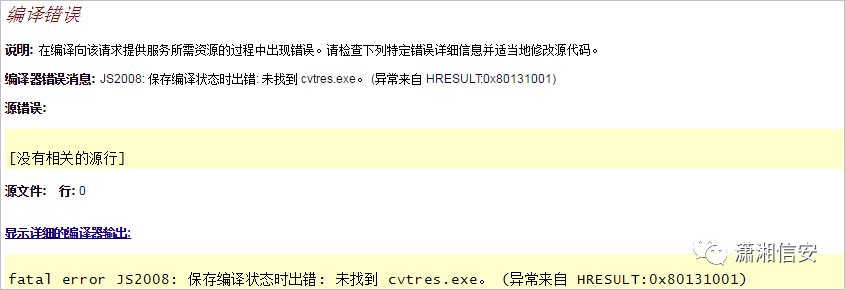 编译错误
说明: 在编译向该请求提供服务所需资源的过程中出现错误。请检查下列特定错误详细信息并适当地修改源代码。
编译器错误消息: JS2008: 保存编译状态时出错: 未找到 cvtres.exe。 (异常来自 HRESULT:0x80131001)
源错误:
[没有相关的源行]
源文件: 行: 0
显示详细的编译器输出:
潇湘信安
fatal error JS2008: 保存编译状态时出错: 未找到 cvtres.exe。 (异常来自 HRESULT:0x80131001)